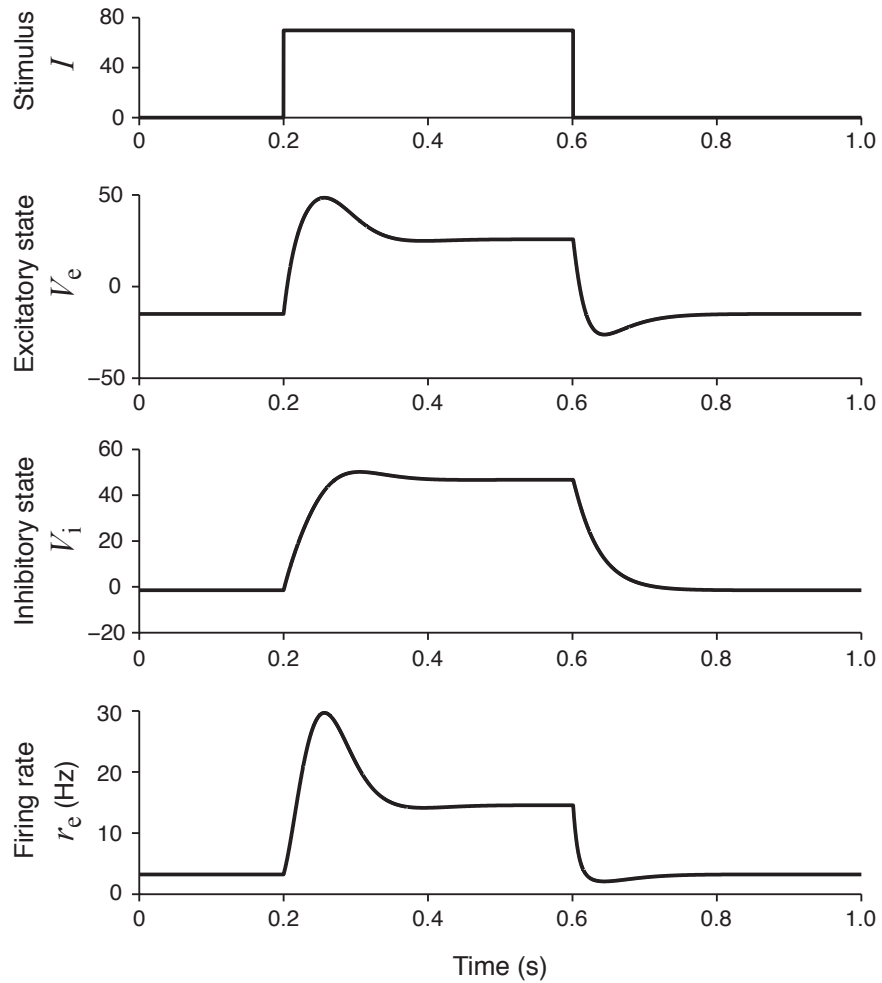 Stimulus
I
80
40
0
0 0.2 0.4 0.6 0.8 1.0
Excitatory state
Ve
50
0
−50
0 0.2 0.4 0.6 0.8 1.0
Inhibitory state
Vi
60
40
20
0
−20
0 0.2 0.4 0.6 0.8 1.0
Firing rate
re (Hz)
30
20
10
0
0 0.2 0.4 0.6 0.8 1.0
Time (s)